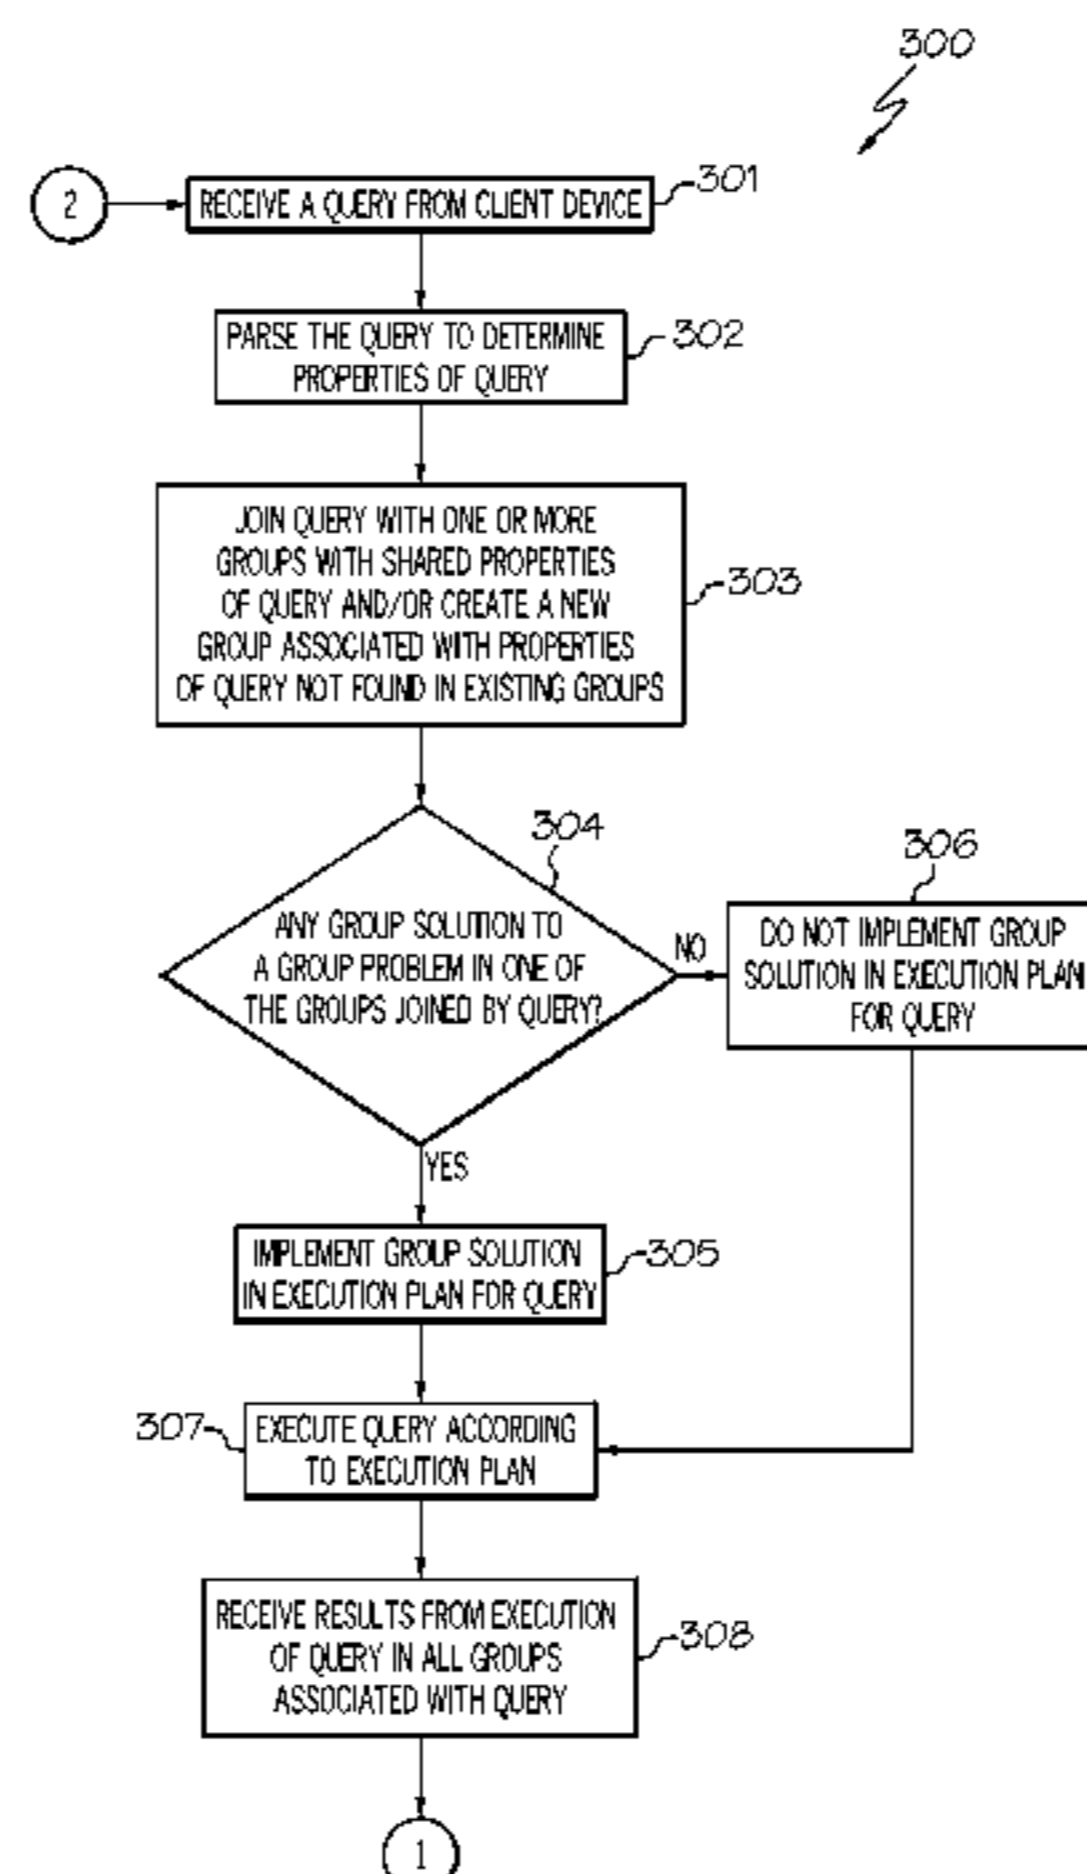 300
2
RECEIVE A QUERY FROM CLIENT DEVICE
301
PARSE THE QUERY TO DETERMINE
PROPERTIES OF QUERY
302
JOIN QUERY WITH ONE OR MORE
GROUPS WITH SHARED PROPERTIES
OF QUERY AND/OR CREATE A NEW
GROUP ASSOCIATED WITH PROPERTIES
OF QUERY NOT FOUND IN EXISTING GROUPS
303
304
ANY GROUP SOLUTION TO
A GROUP PROBLEM IN ONE OF
THE GROUPS JOINED BY QUERY?
NO
306
DO NOT IMPLEMENT GROUP
SOLUTION IN EXECUTION PLAN
FOR QUERY
YES
IMPLEMENT GROUP SOLUTION
IN EXECUTION PLAN FOR QUERY
305
307
EXECUTE QUERY ACCORDING
TO EXECUTION PLAN
RECEIVE RESULTS FROM EXECUTION
OF QUERY IN ALL GROUPS
ASSOCIATED WITH QUERY
308
1